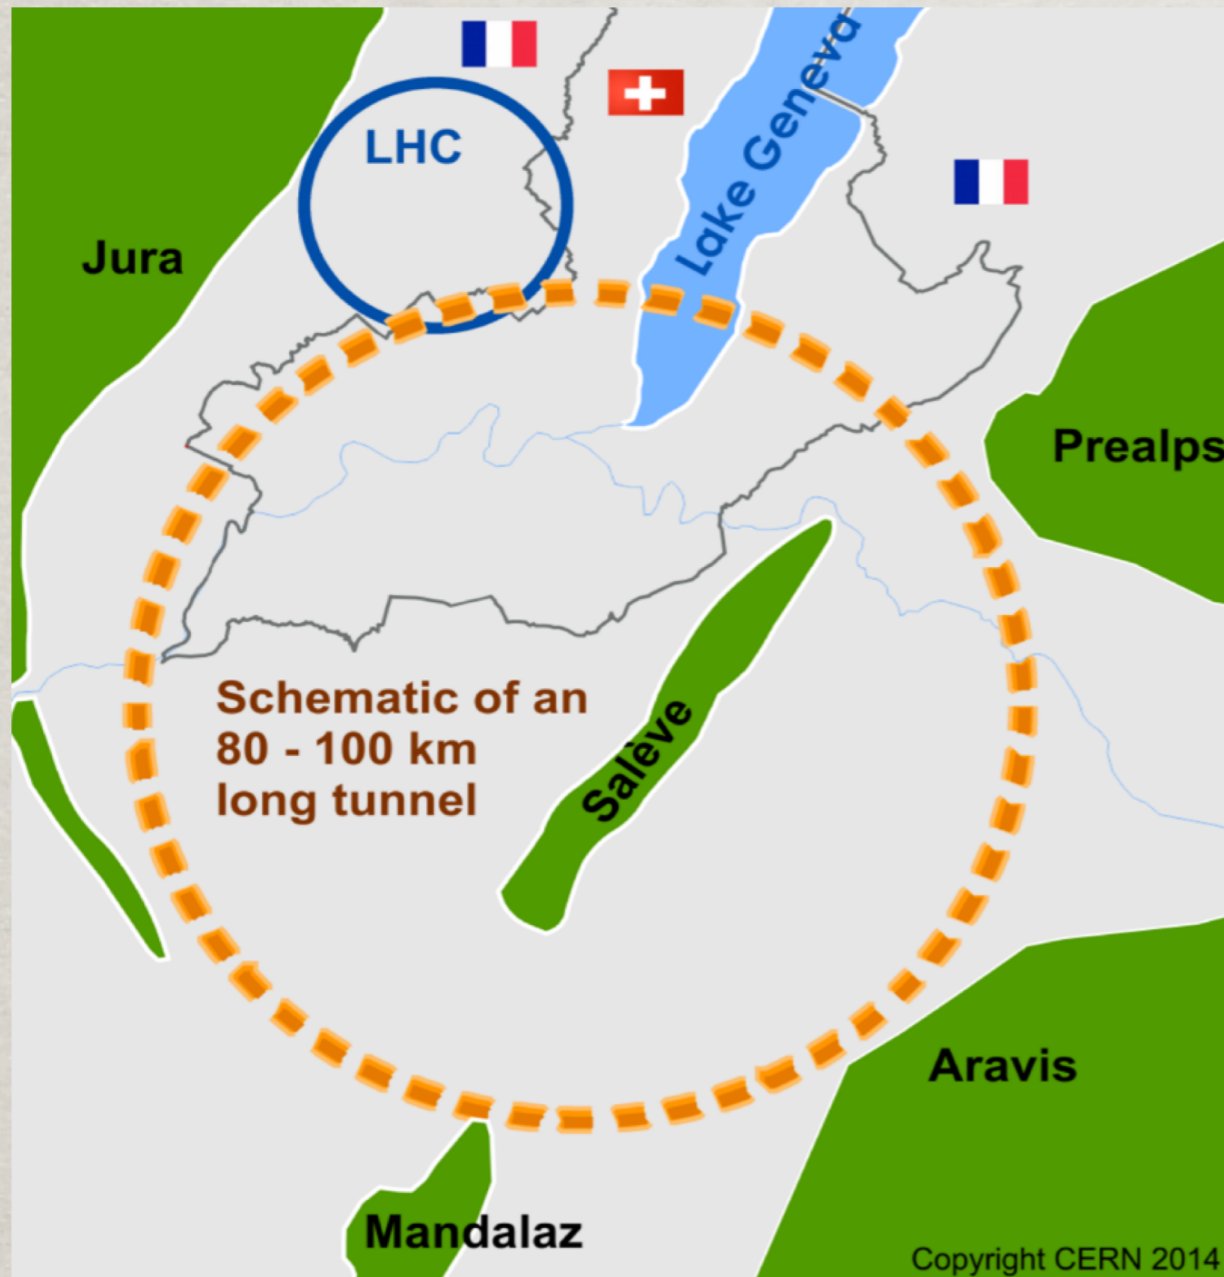 LHC
Lake Geneva
Jura
Prealps
Schematic of an
80 - 100 km
long tunnel
Salève
Aravis
Mandalaz
Copyright CERN 2014